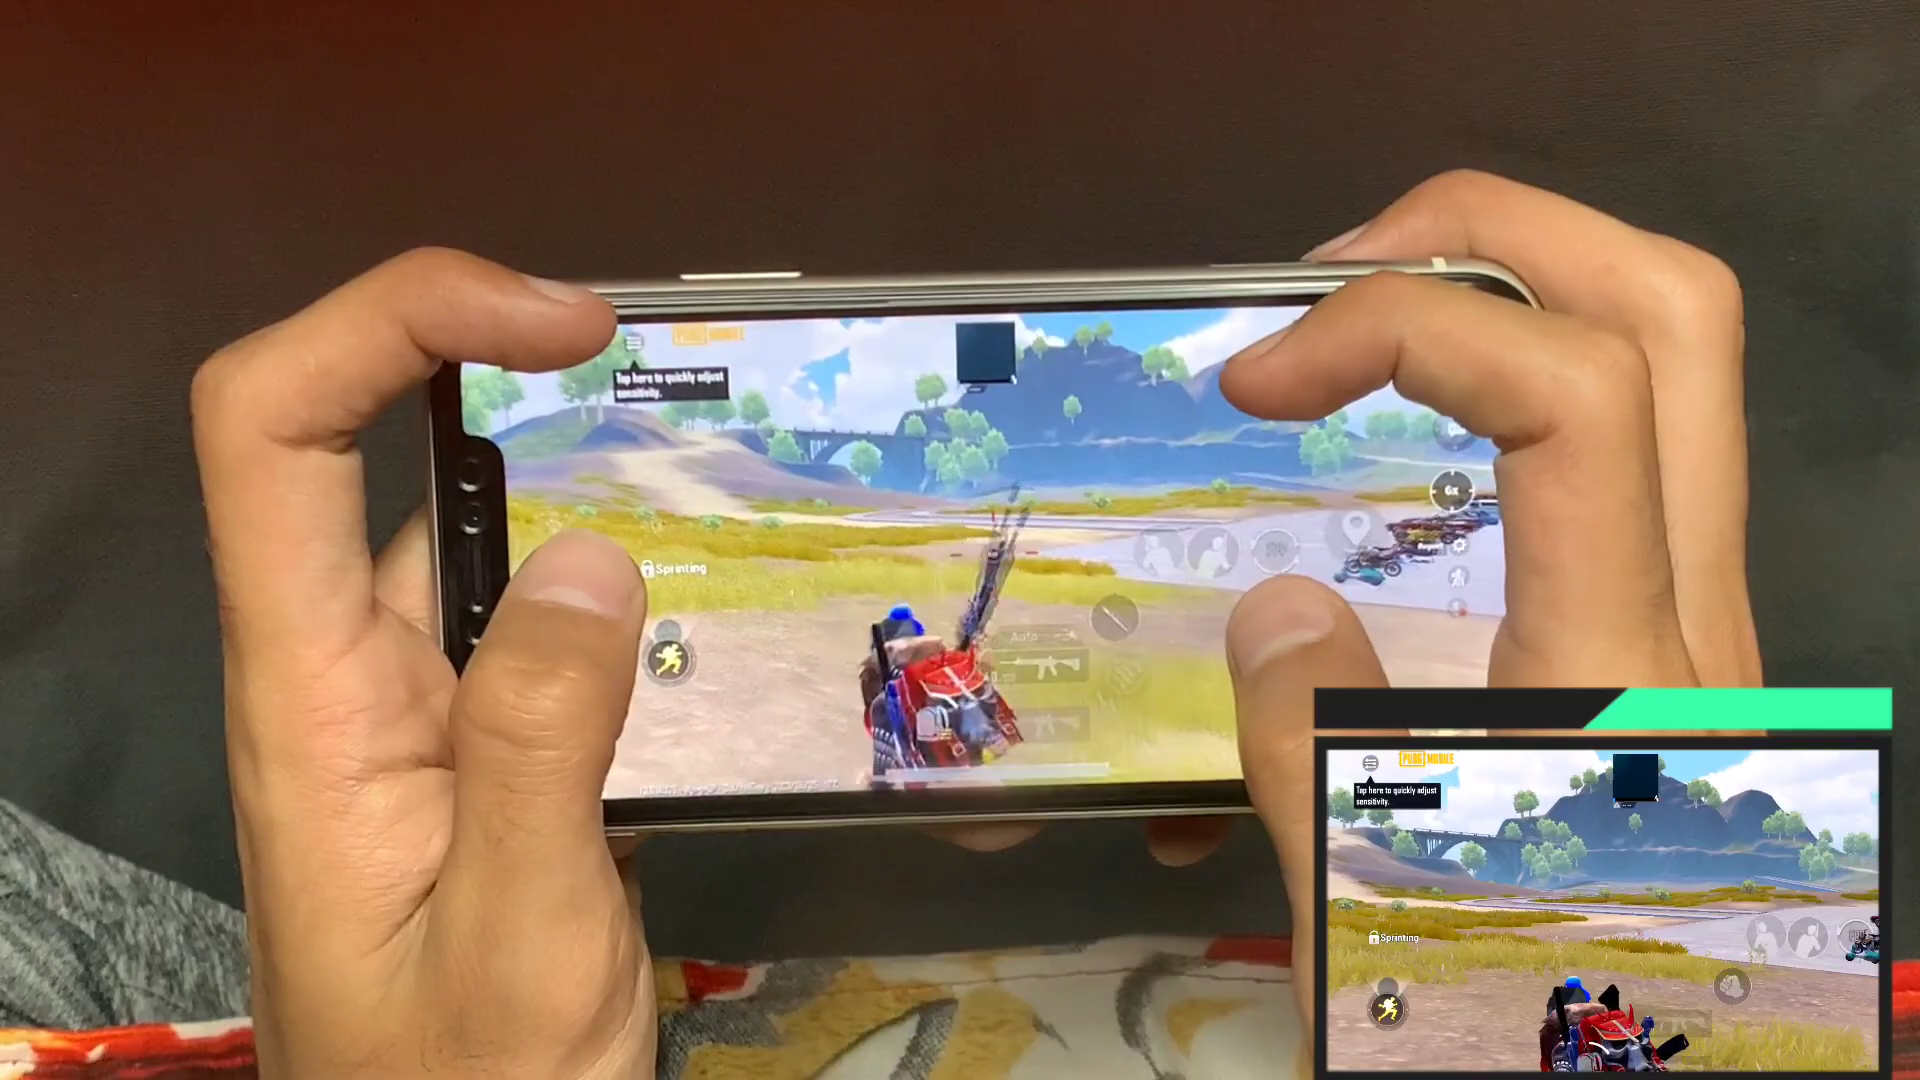 PUBG MOBILE
Tap here to quickly adjust
sensitivity.
6x
Sprinting
Auto
PUBG MOBILE
Tap here to quickly adjust
sensitivity.
Sprinting